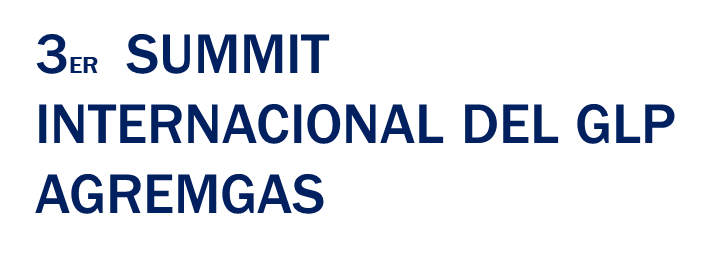 3ER SUMMIT
INTERNACIONAL DEL GLP
AGREMGAS